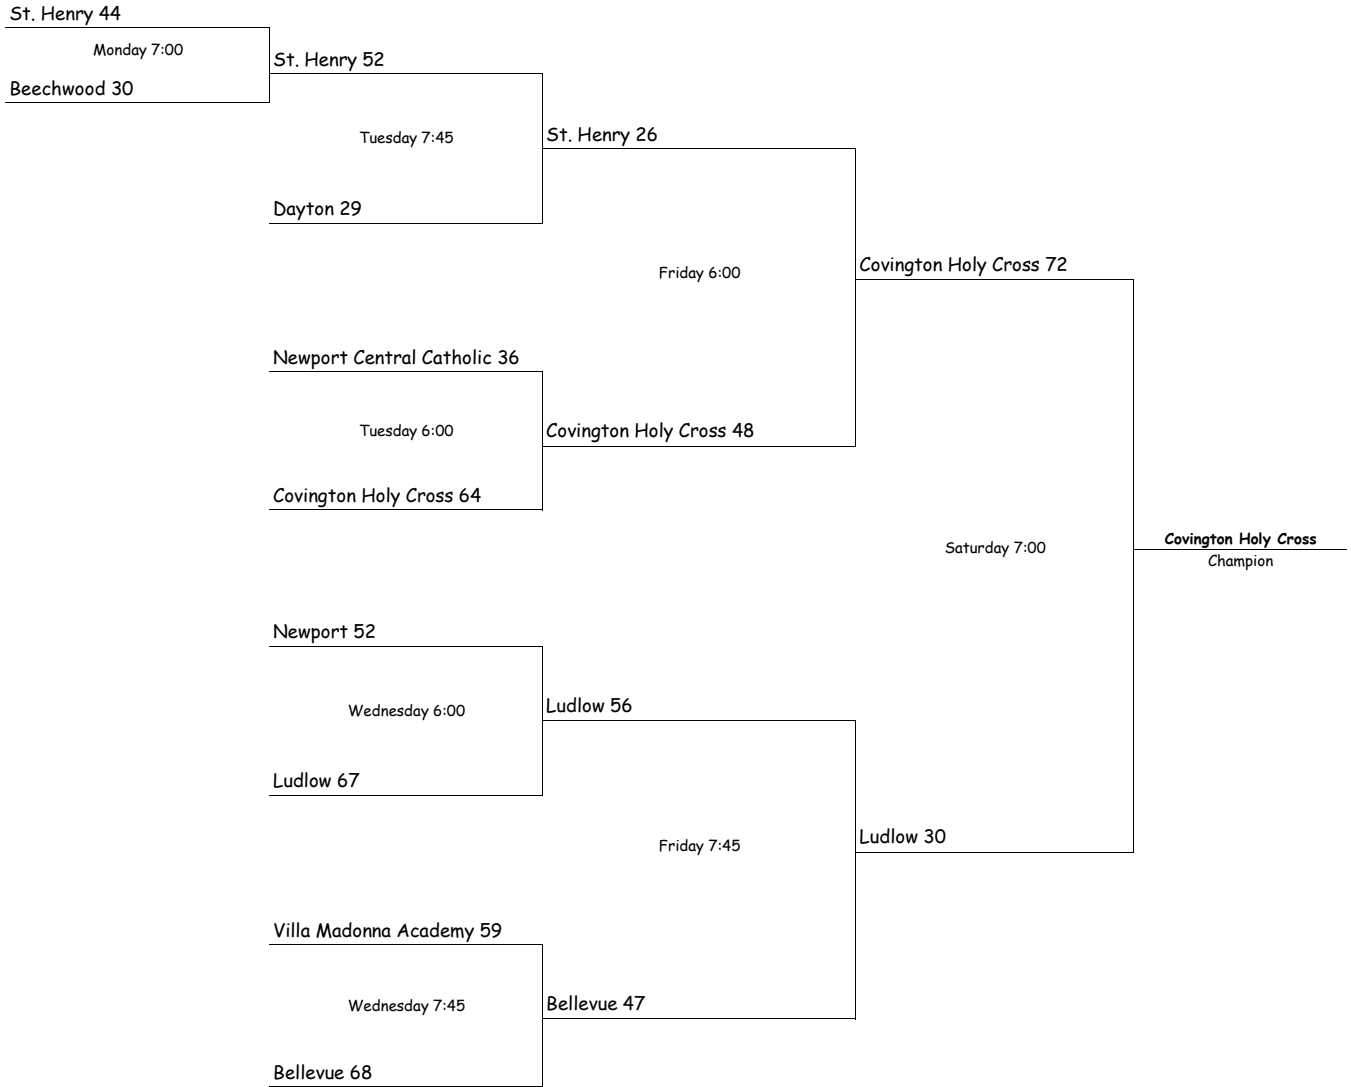 St. Henry 44
Monday 7:00
St. Henry 52
Beechwood 30
Tuesday 7:45
St. Henry 26
Dayton 29
Friday 6:00
Covington Holy Cross 72
Newport Central Catholic 36
Tuesday 6:00
Covington Holy Cross 48
Covington Holy Cross 64
Saturday 7:00
Covington Holy Cross
Champion
Newport 52
Wednesday 6:00
Ludlow 56
Ludlow 67
Friday 7:45
Ludlow 30
Villa Madonna Academy 59
Wednesday 7:45
Bellevue 47
Bellevue 68